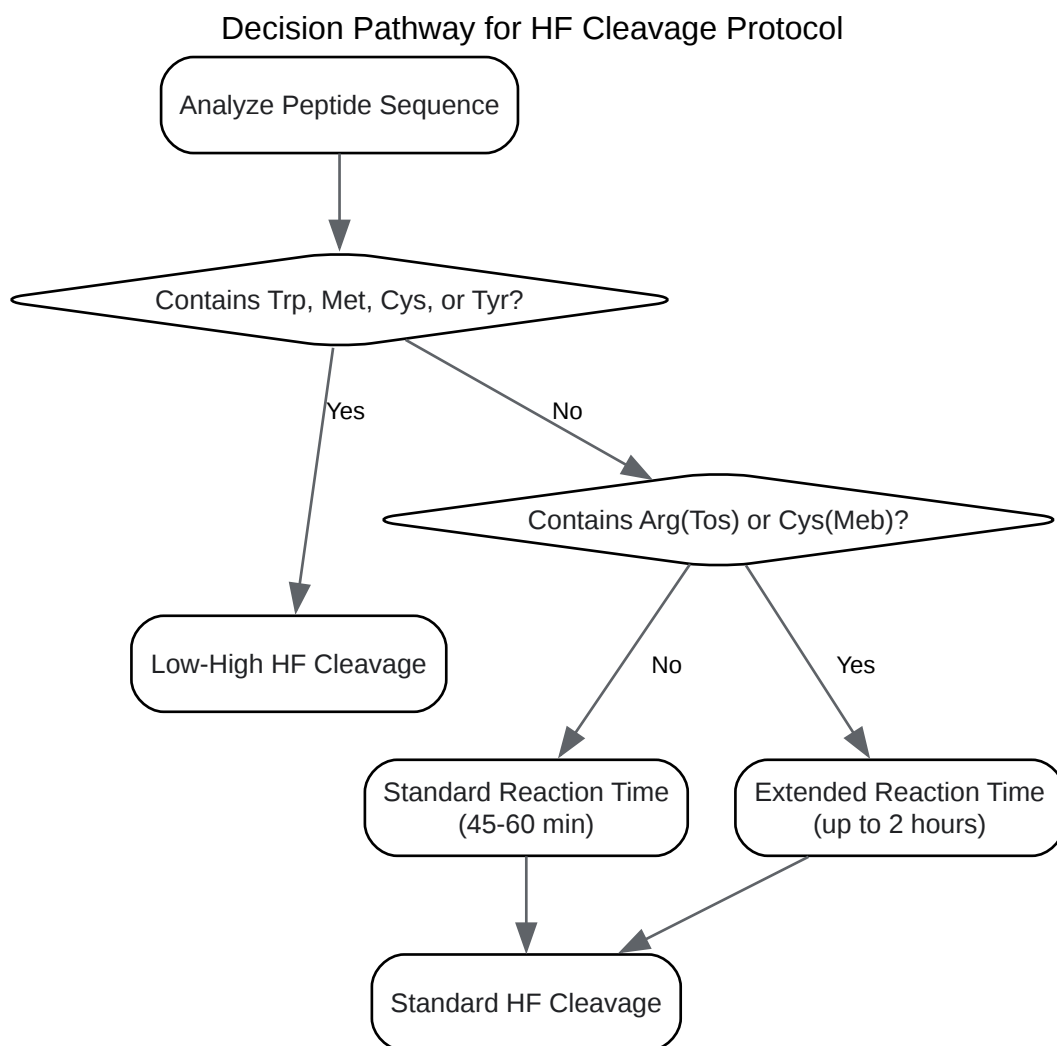 Decision Pathway for HF Cleavage Protocol
Analyze Peptide Sequence
Contains Trp, Met, Cys, or Tyr?
Yes
No
Contains Arg(Tos) or Cys(Meb)?
Low-High HF Cleavage
No
Yes
Standard Reaction Time
(45-60 min)
Extended Reaction Time
(up to 2 hours)
Standard HF Cleavage